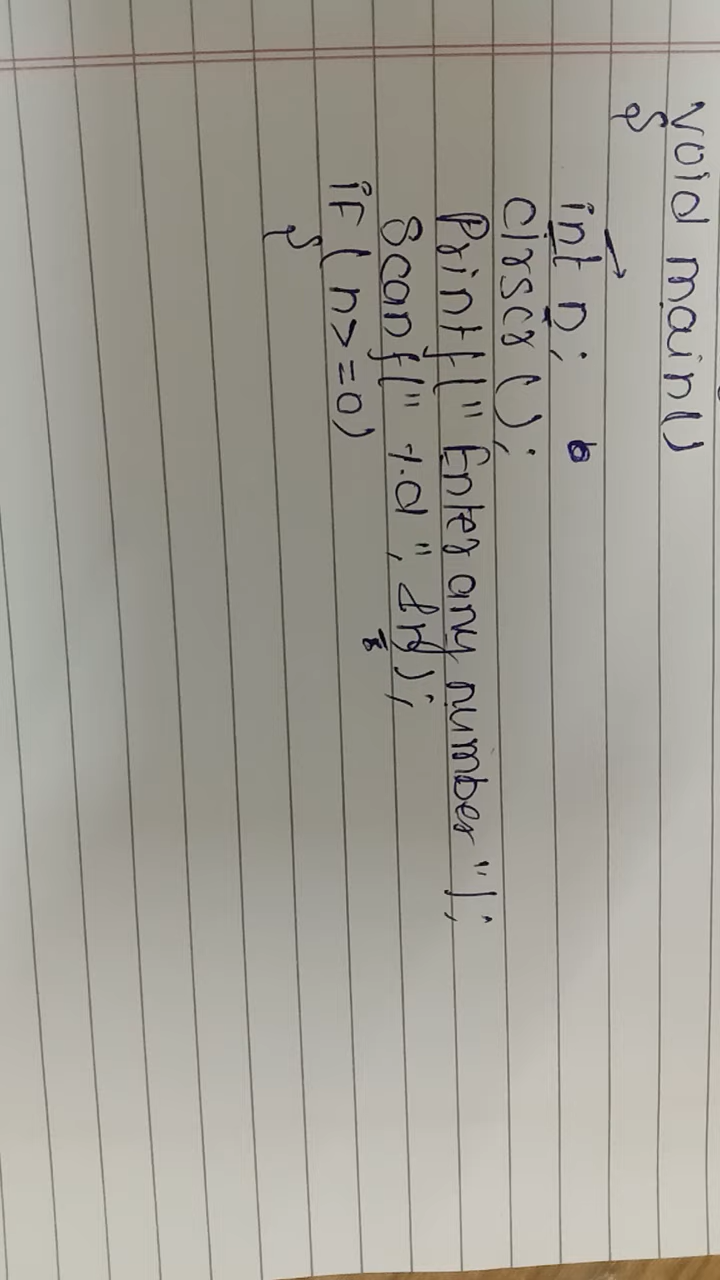 void main()
{
int n;
clrscr();
Printf("Enter any number");
Scanf("%d", &n);
if(n>=0)
{